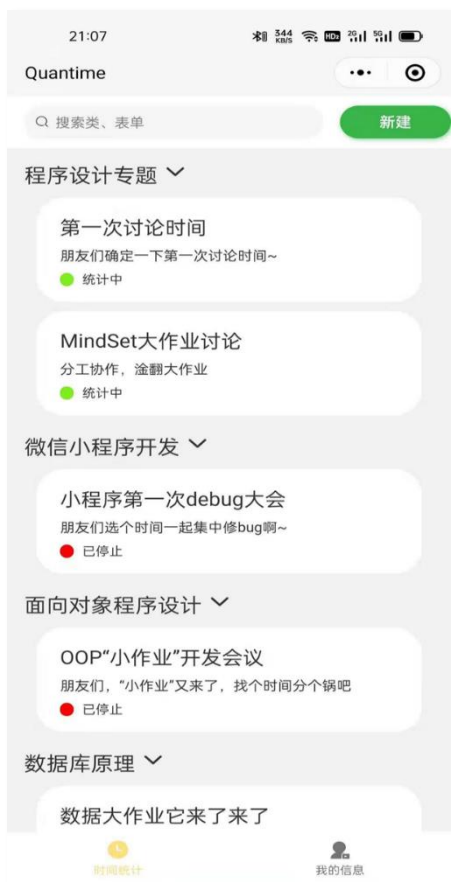 21:07
344 KB/S HD2 2G 5G
Quantime
搜索类、表单
新建
程序设计专题
第一次讨论时间
朋友们确定一下第一次讨论时间~
统计中
MindSet大作业讨论
分工协作，淦翻大作业
统计中
微信小程序开发
小程序第一次debug大会
朋友们选个时间一起集中修bug啊~
已停止
面向对象程序设计
OOP“小作业”开发会议
朋友们，“小作业”又来了，找个时间分个锅吧
已停止
数据库原理
数据大作业它来了来了
时间统计
我的信息